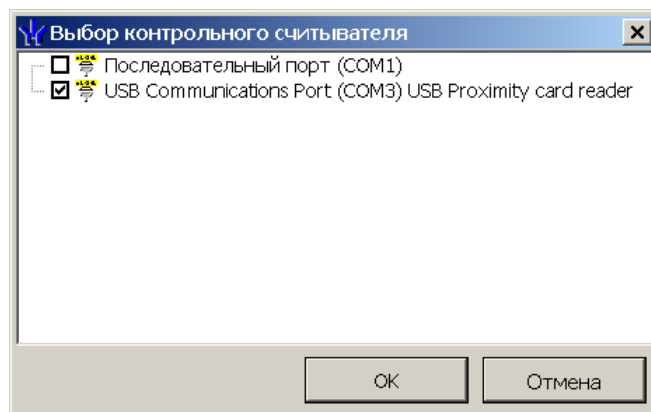 Выбор контрольного считывателя
Последовательный порт (COM1)
USB Communications Port (COM3) USB Proximity card reader
OK
Отмена